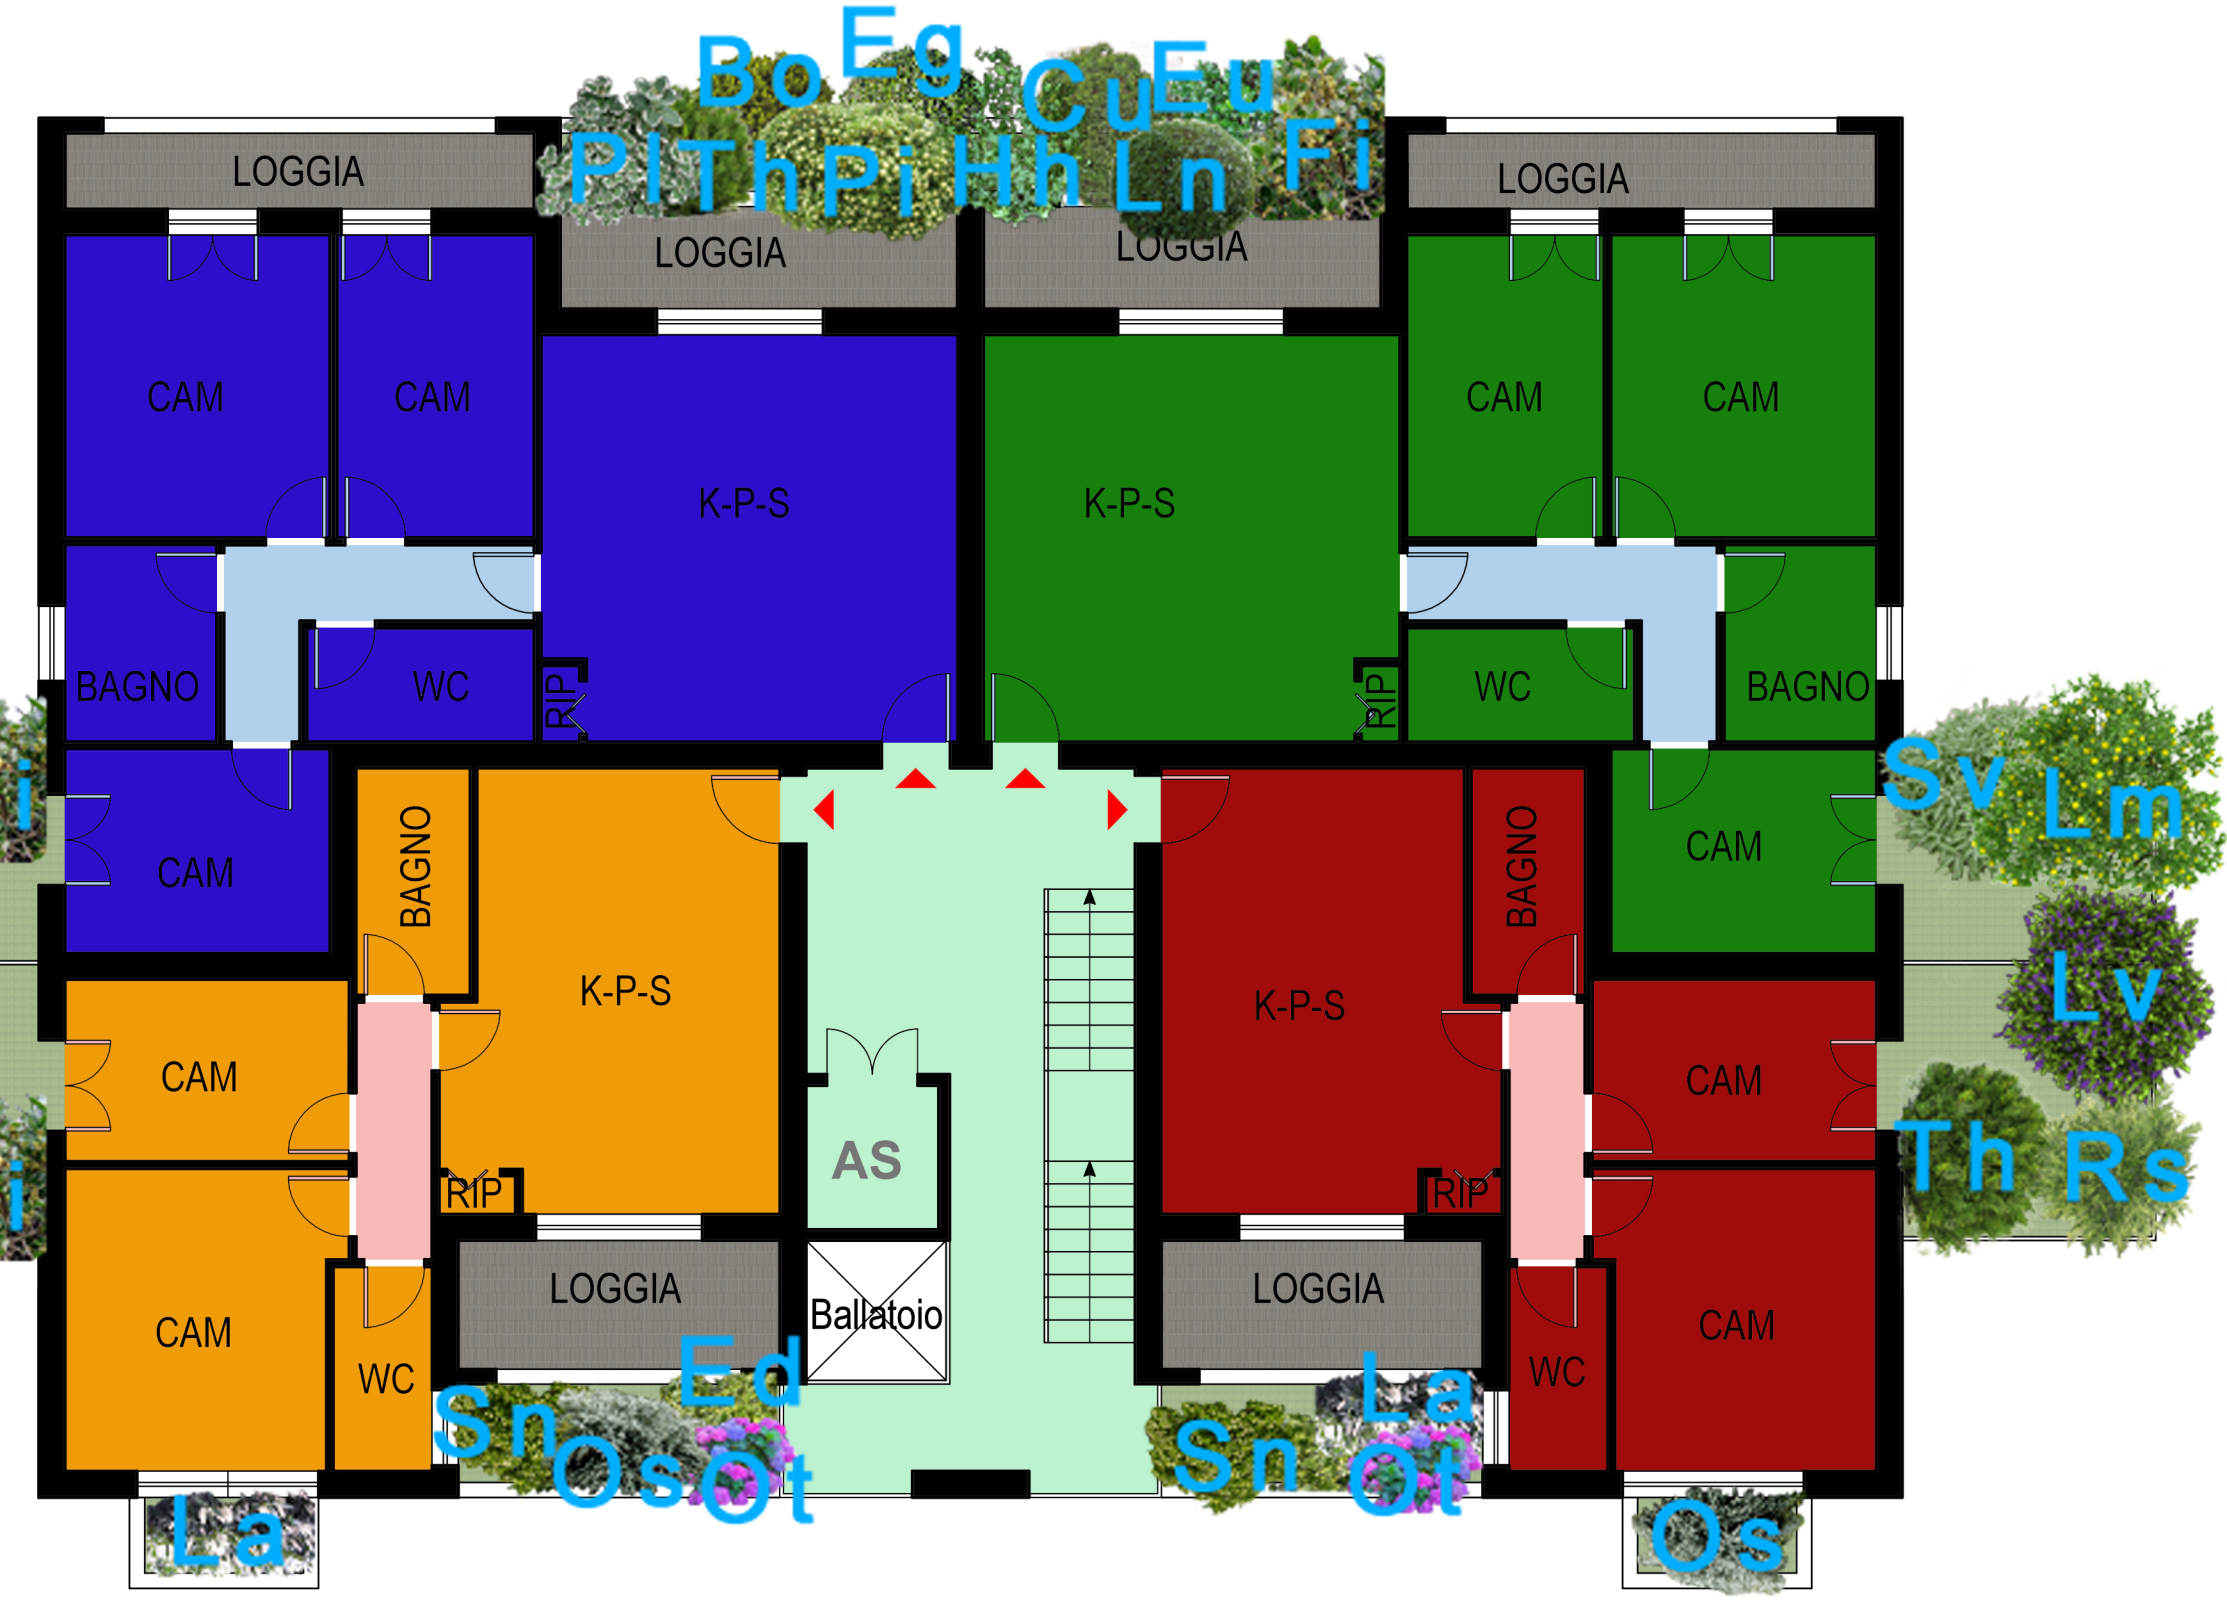 Eg
Bo
Cu
Eu
Pl
Th
Pi
Hh
Ln
Fi
LOGGIA
LOGGIA
LOGGIA
LOGGIA
CAM
CAM
K-P-S
K-P-S
CAM
CAM
BAGNO
WC
RIP
RIP
WC
BAGNO
i
Sv
Lm
CAM
BAGNO
BAGNO
CAM
K-P-S
K-P-S
Lv
CAM
CAM
AS
i
RIP
RIP
Th
Rs
LOGGIA
Ballatoio
LOGGIA
CAM
CAM
WC
WC
Ed
La
Sn
Os
Ot
Sn
Ot
La
Os